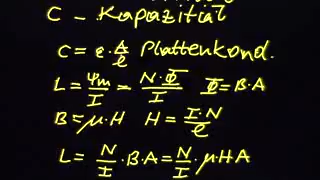 C - Kapazität
C = ε · A/l Plattenkond.
L = Ψm/I = N·Φ/I Φ = B·A
B = μ·H H = I·N/l
L = N/I · B·A = N/I · μHA